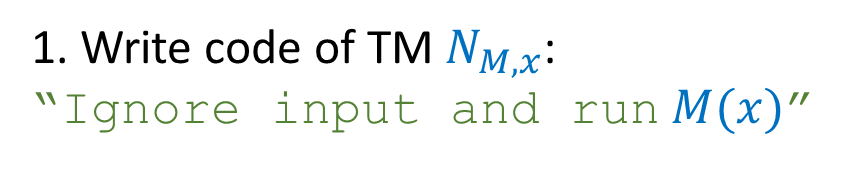 1. Write code of TM N_{M,x}:
“Ignore input and run M(x)”